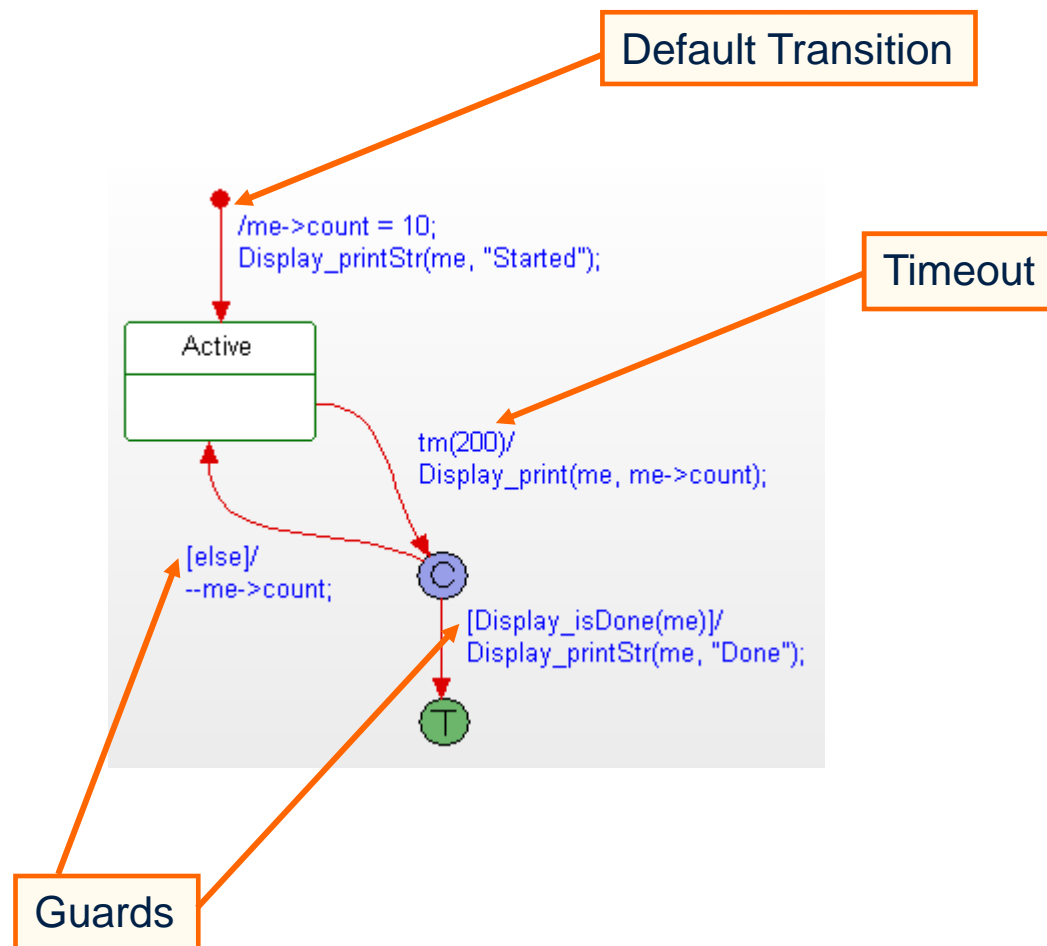 Default Transition
/me->count = 10;
Display_printStr(me, "Started");
Timeout
Active
tm(200)/
Display_print(me, me->count);
[else]/
--me->count;
C
[Display_isDone(me)]/
Display_printStr(me, "Done");
T
Guards